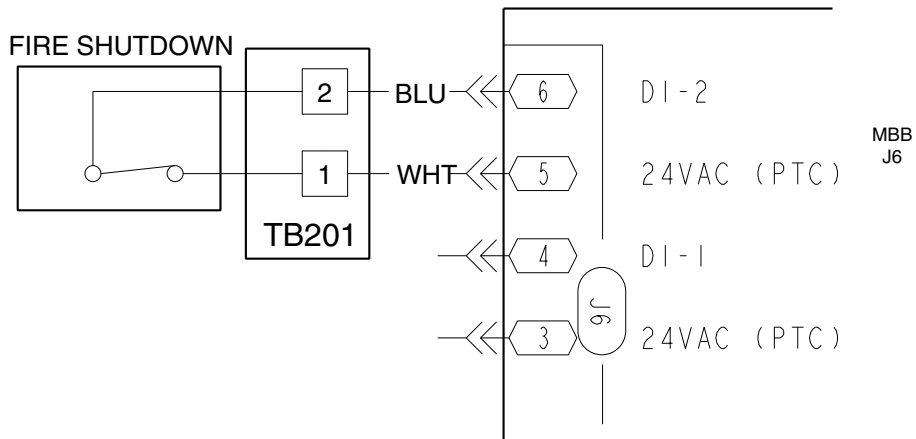 FIRE SHUTDOWN
2 BLU 6 DI-2
1 WHT 5 24VAC (PTC)
TB201
4 DI-1
J6
3 24VAC (PTC)
MBB
J6